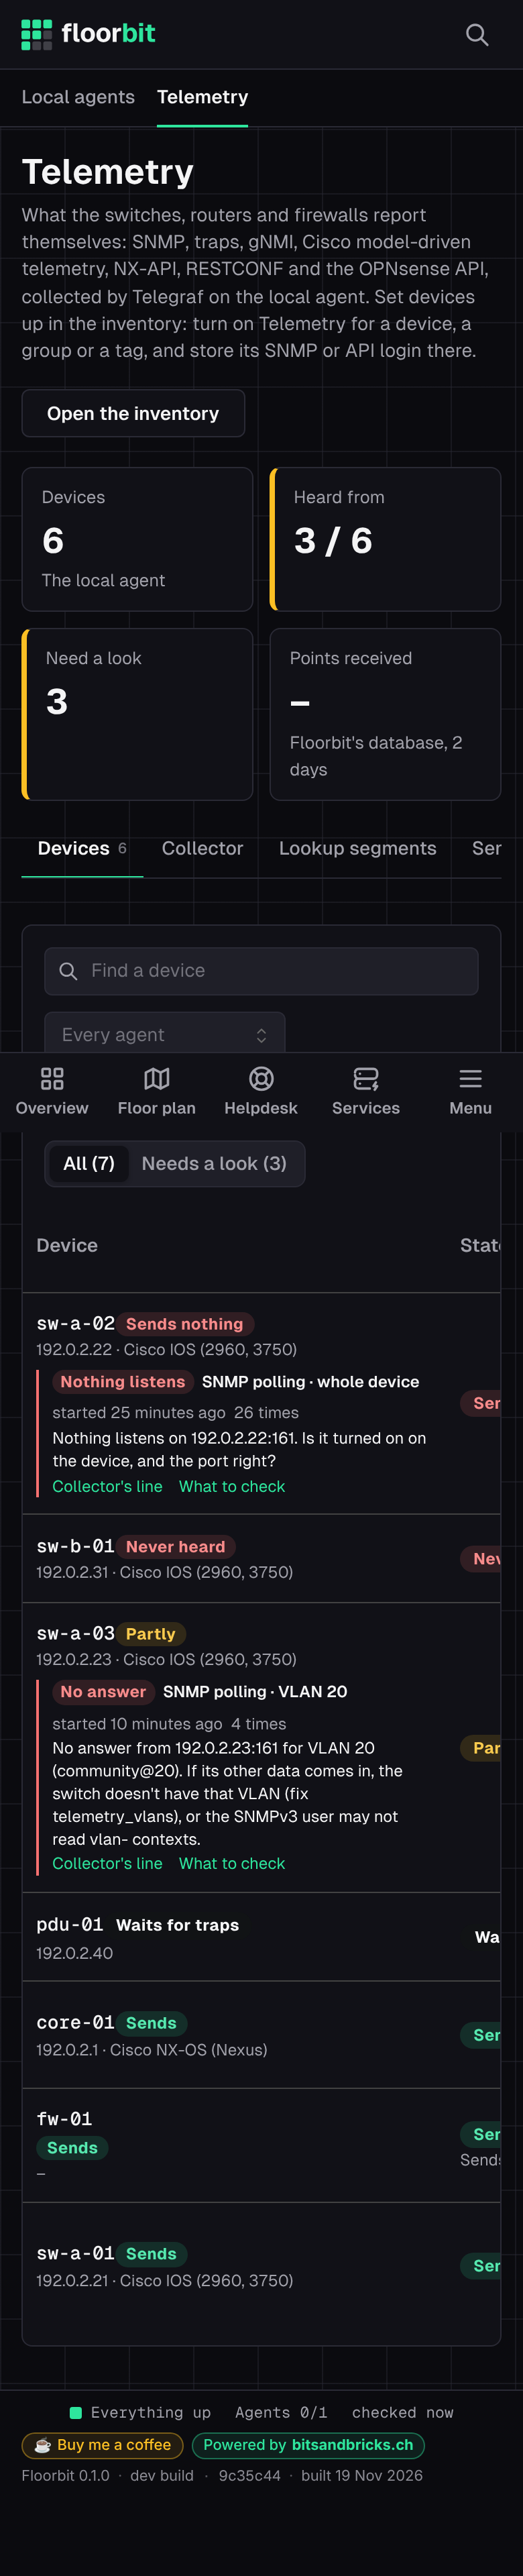 floorbit
Local agents Telemetry
Telemetry
What the switches, routers and firewalls report
themselves: SNMP, traps, gNMI, Cisco model-driven
telemetry, NX-API, RESTCONF and the OPNsense API,
collected by Telegraf on the local agent. Set devices
up in the inventory: turn on Telemetry for a device, a
group or a tag, and store its SNMP or API login there.
Open the inventory
Devices
6
The local agent
Heard from
3 / 6
Need a look
3
Points received
–
Floorbit's database, 2
days
Devices 6 Collector Lookup segments Ser
Find a device
Every agent
Overview Floor plan Helpdesk Services Menu
All (7) Needs a look (3)
Device State
sw-a-02 Sends nothing
192.0.2.22 · Cisco IOS (2960, 3750)
Nothing listens SNMP polling · whole device
Ser
started 25 minutes ago 26 times
Nothing listens on 192.0.2.22:161. Is it turned on on
the device, and the port right?
Collector's line What to check
sw-b-01 Never heard
Nev
192.0.2.31 · Cisco IOS (2960, 3750)
sw-a-03 Partly
192.0.2.23 · Cisco IOS (2960, 3750)
No answer SNMP polling · VLAN 20
started 10 minutes ago 4 times
No answer from 192.0.2.23:161 for VLAN 20
Par
(community@20). If its other data comes in, the
switch doesn't have that VLAN (fix
telemetry_vlans), or the SNMPv3 user may not
read vlan- contexts.
Collector's line What to check
pdu-01 Waits for traps
Wa
192.0.2.40
core-01 Sends
Ser
192.0.2.1 · Cisco NX-OS (Nexus)
fw-01
Sends
–
Ser
Sends
sw-a-01 Sends
Ser
192.0.2.21 · Cisco IOS (2960, 3750)
Everything up Agents 0/1 checked now
Buy me a coffee Powered by bitsandbricks.ch
Floorbit 0.1.0 · dev build · 9c35c44 · built 19 Nov 2026